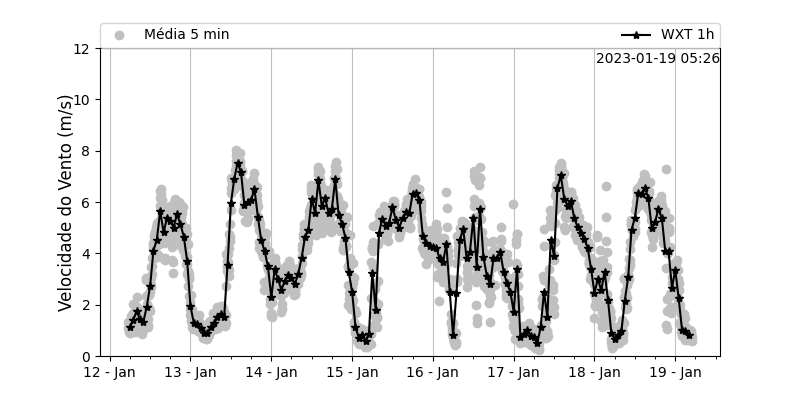 Média 5 min
WXT 1h
2023-01-19 05:26
Velocidade do Vento (m/s)
12
10
8
6
4
2
0
12 - Jan
13 - Jan
14 - Jan
15 - Jan
16 - Jan
17 - Jan
18 - Jan
19 - Jan